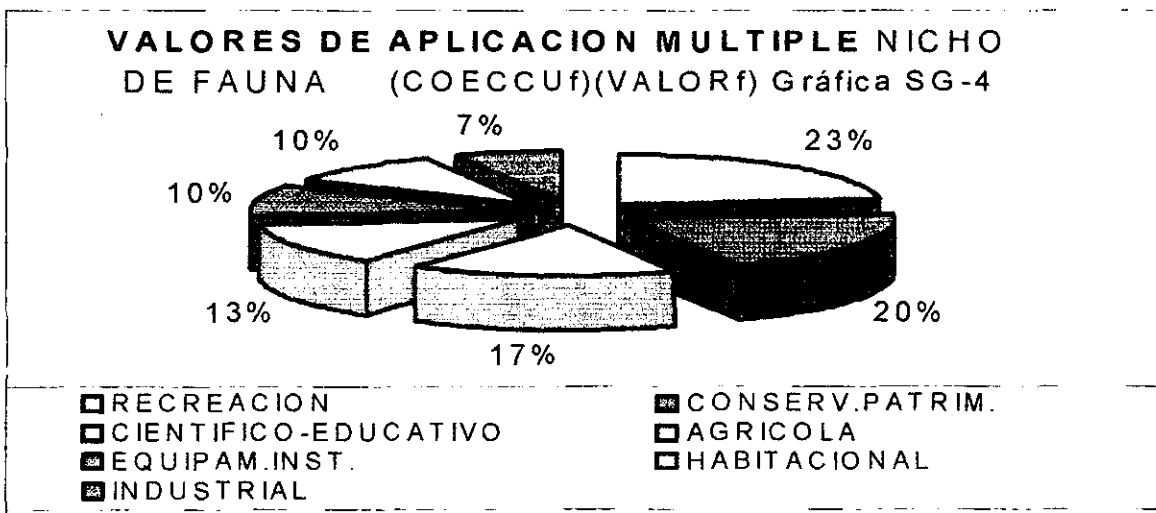 VALORES DE APLICACION MULTIPLE NICHO
DE FAUNA (COECCUf)(VALORf) Gráfica SG-4
10%
7%
23%
10%
13%
17%
20%
RECREACION
CONSERV.PATRIM.
CIENTIFICO-EDUCATIVO
AGRICOLA
EQUIPAM.INST.
HABITACIONAL
INDUSTRIAL